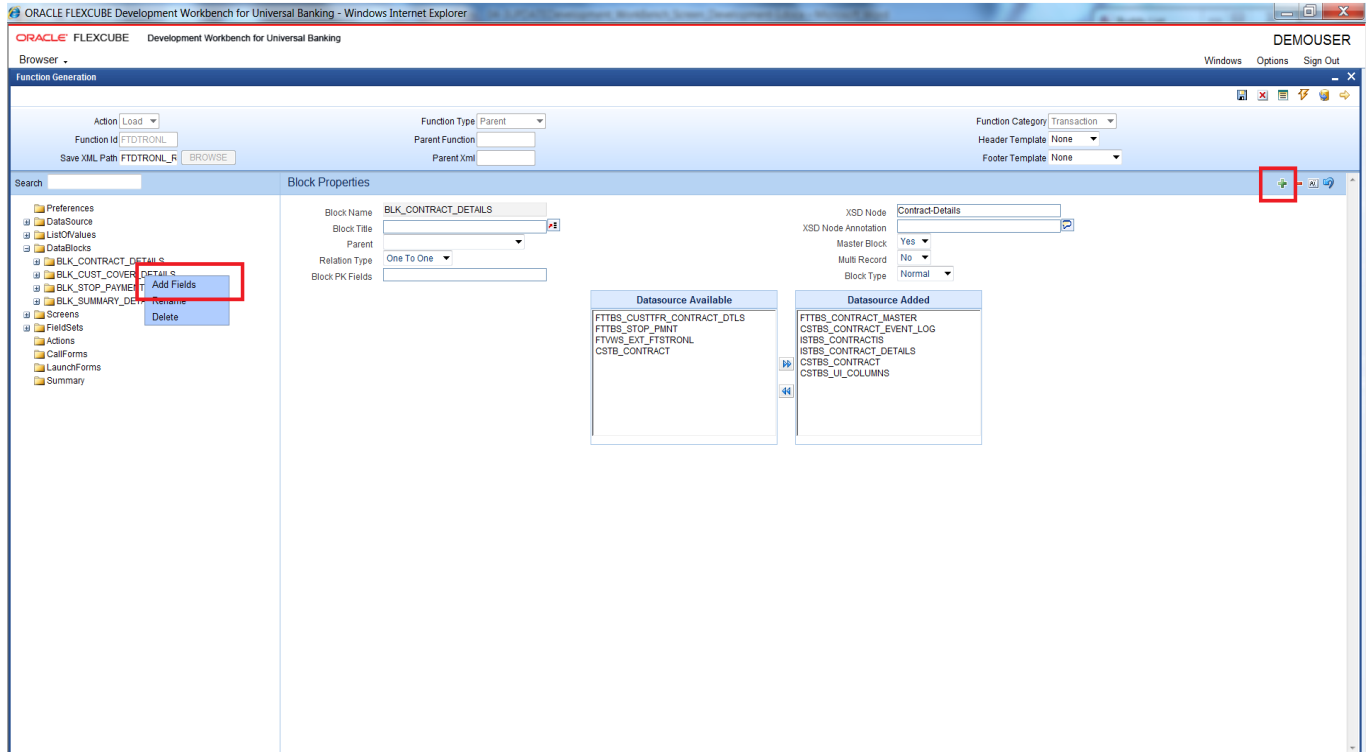 ORACLE FLEXCUBE Development Workbench for Universal Banking - Windows Internet Explorer
ORACLE FLEXCUBE Development Workbench for Universal Banking
DEMOUSER
Browser
Windows Options Sign Out
Function Generation
Action Load
Function Type Parent
Function Category Transaction
Function Id FTDTRONL
Parent Function
Header Template None
Save XML Path FTDTRONL_R BROWSE
Parent Xml
Footer Template None
Search
Preferences
DataSource
ListOfValues
DataBlocks
BLK_CONTRACT_DETAILS
BLK_CUST_COVER_DETAILS
BLK_STOP_PAYMENT
BLK_SUMMARY_DET
Screens
FieldSets
Actions
CallForms
LaunchForms
Summary
Add Fields
Rename
Delete
Block Properties
Block Name BLK_CONTRACT_DETAILS
Block Title
Parent
Relation Type One To One
Block PK Fields
XSD Node Contract-Details
XSD Node Annotation
Master Block Yes
Multi Record No
Block Type Normal
Datasource Available
FTTBS_CUSTTFR_CONTRACT_DTLS
FTTBS_STOP_PMNT
FTVWS_EXT_FTSTRONL
CSTB_CONTRACT
Datasource Added
FTTBS_CONTRACT_MASTER
CSTBS_CONTRACT_EVENT_LOG
ISTBS_CONTRACTIS
ISTBS_CONTRACT_DETAILS
CSTBS_CONTRACT
CSTBS_UI_COLUMNS